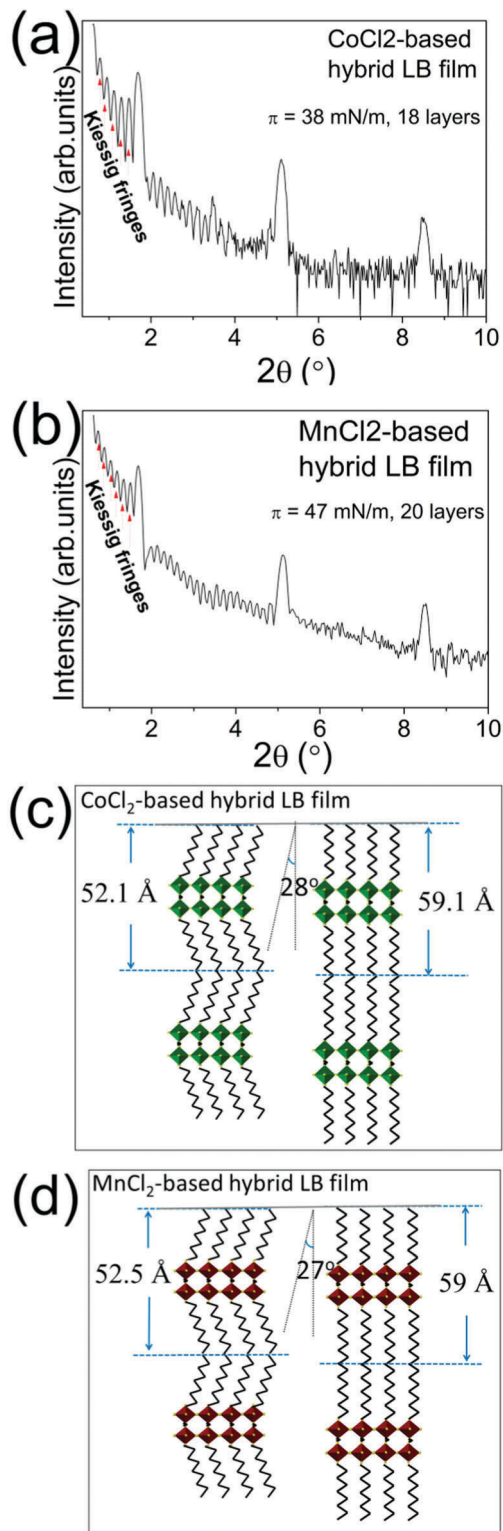 (a)
CoCl2-based
hybrid LB film
π = 38 mN/m, 18 layers
Kiessig fringes
Intensity (arb.units)
2 4 6 8 10
2θ (°)
(b)
MnCl2-based
hybrid LB film
π = 47 mN/m, 20 layers
Kiessig fringes
Intensity (arb.units)
2 4 6 8 10
2θ (°)
(c)
CoCl₂-based hybrid LB film
52.1 Å
28°
59.1 Å
(d)
MnCl₂-based hybrid LB film
52.5 Å
27°
59 Å